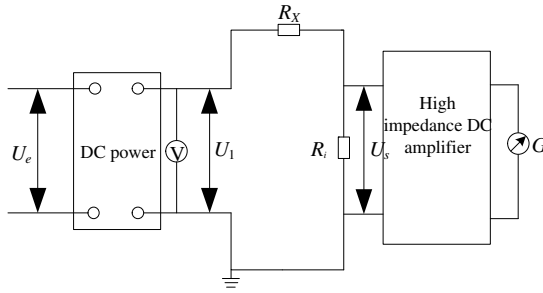 R_X
U_e
DC power
V
U_1
R_i
U_s
High
impedance DC
amplifier
G